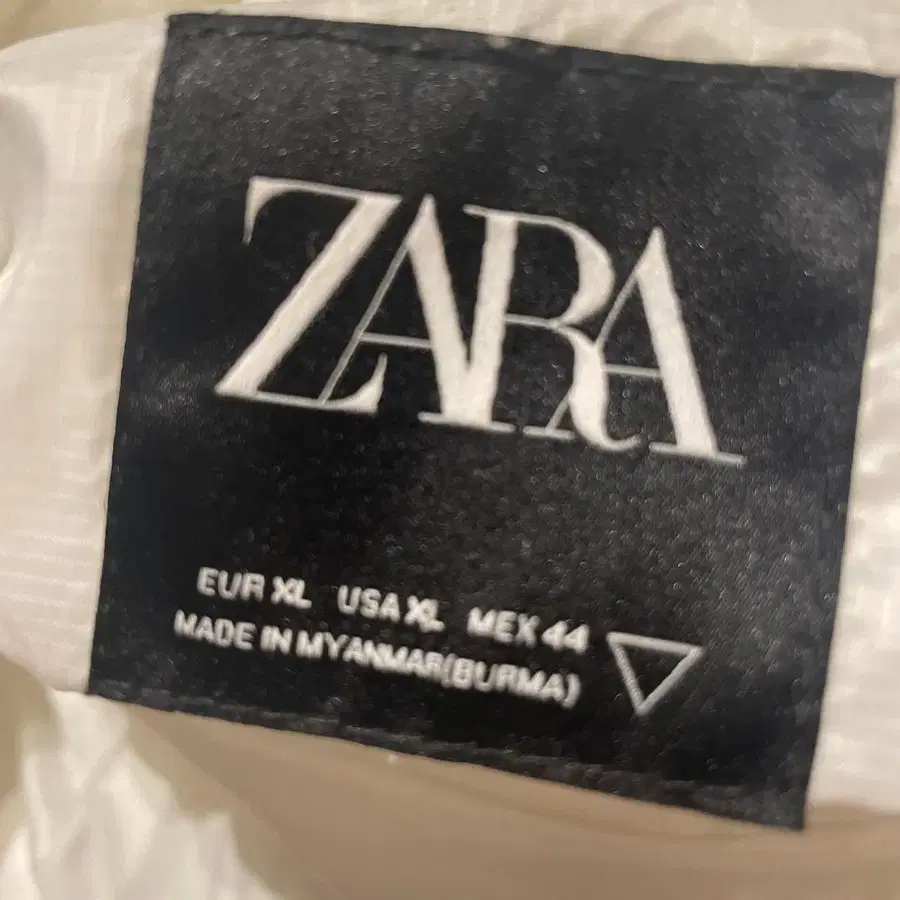 ZARA
EUR XL USA XL MEX 44
MADE IN MYANMAR(BURMA)